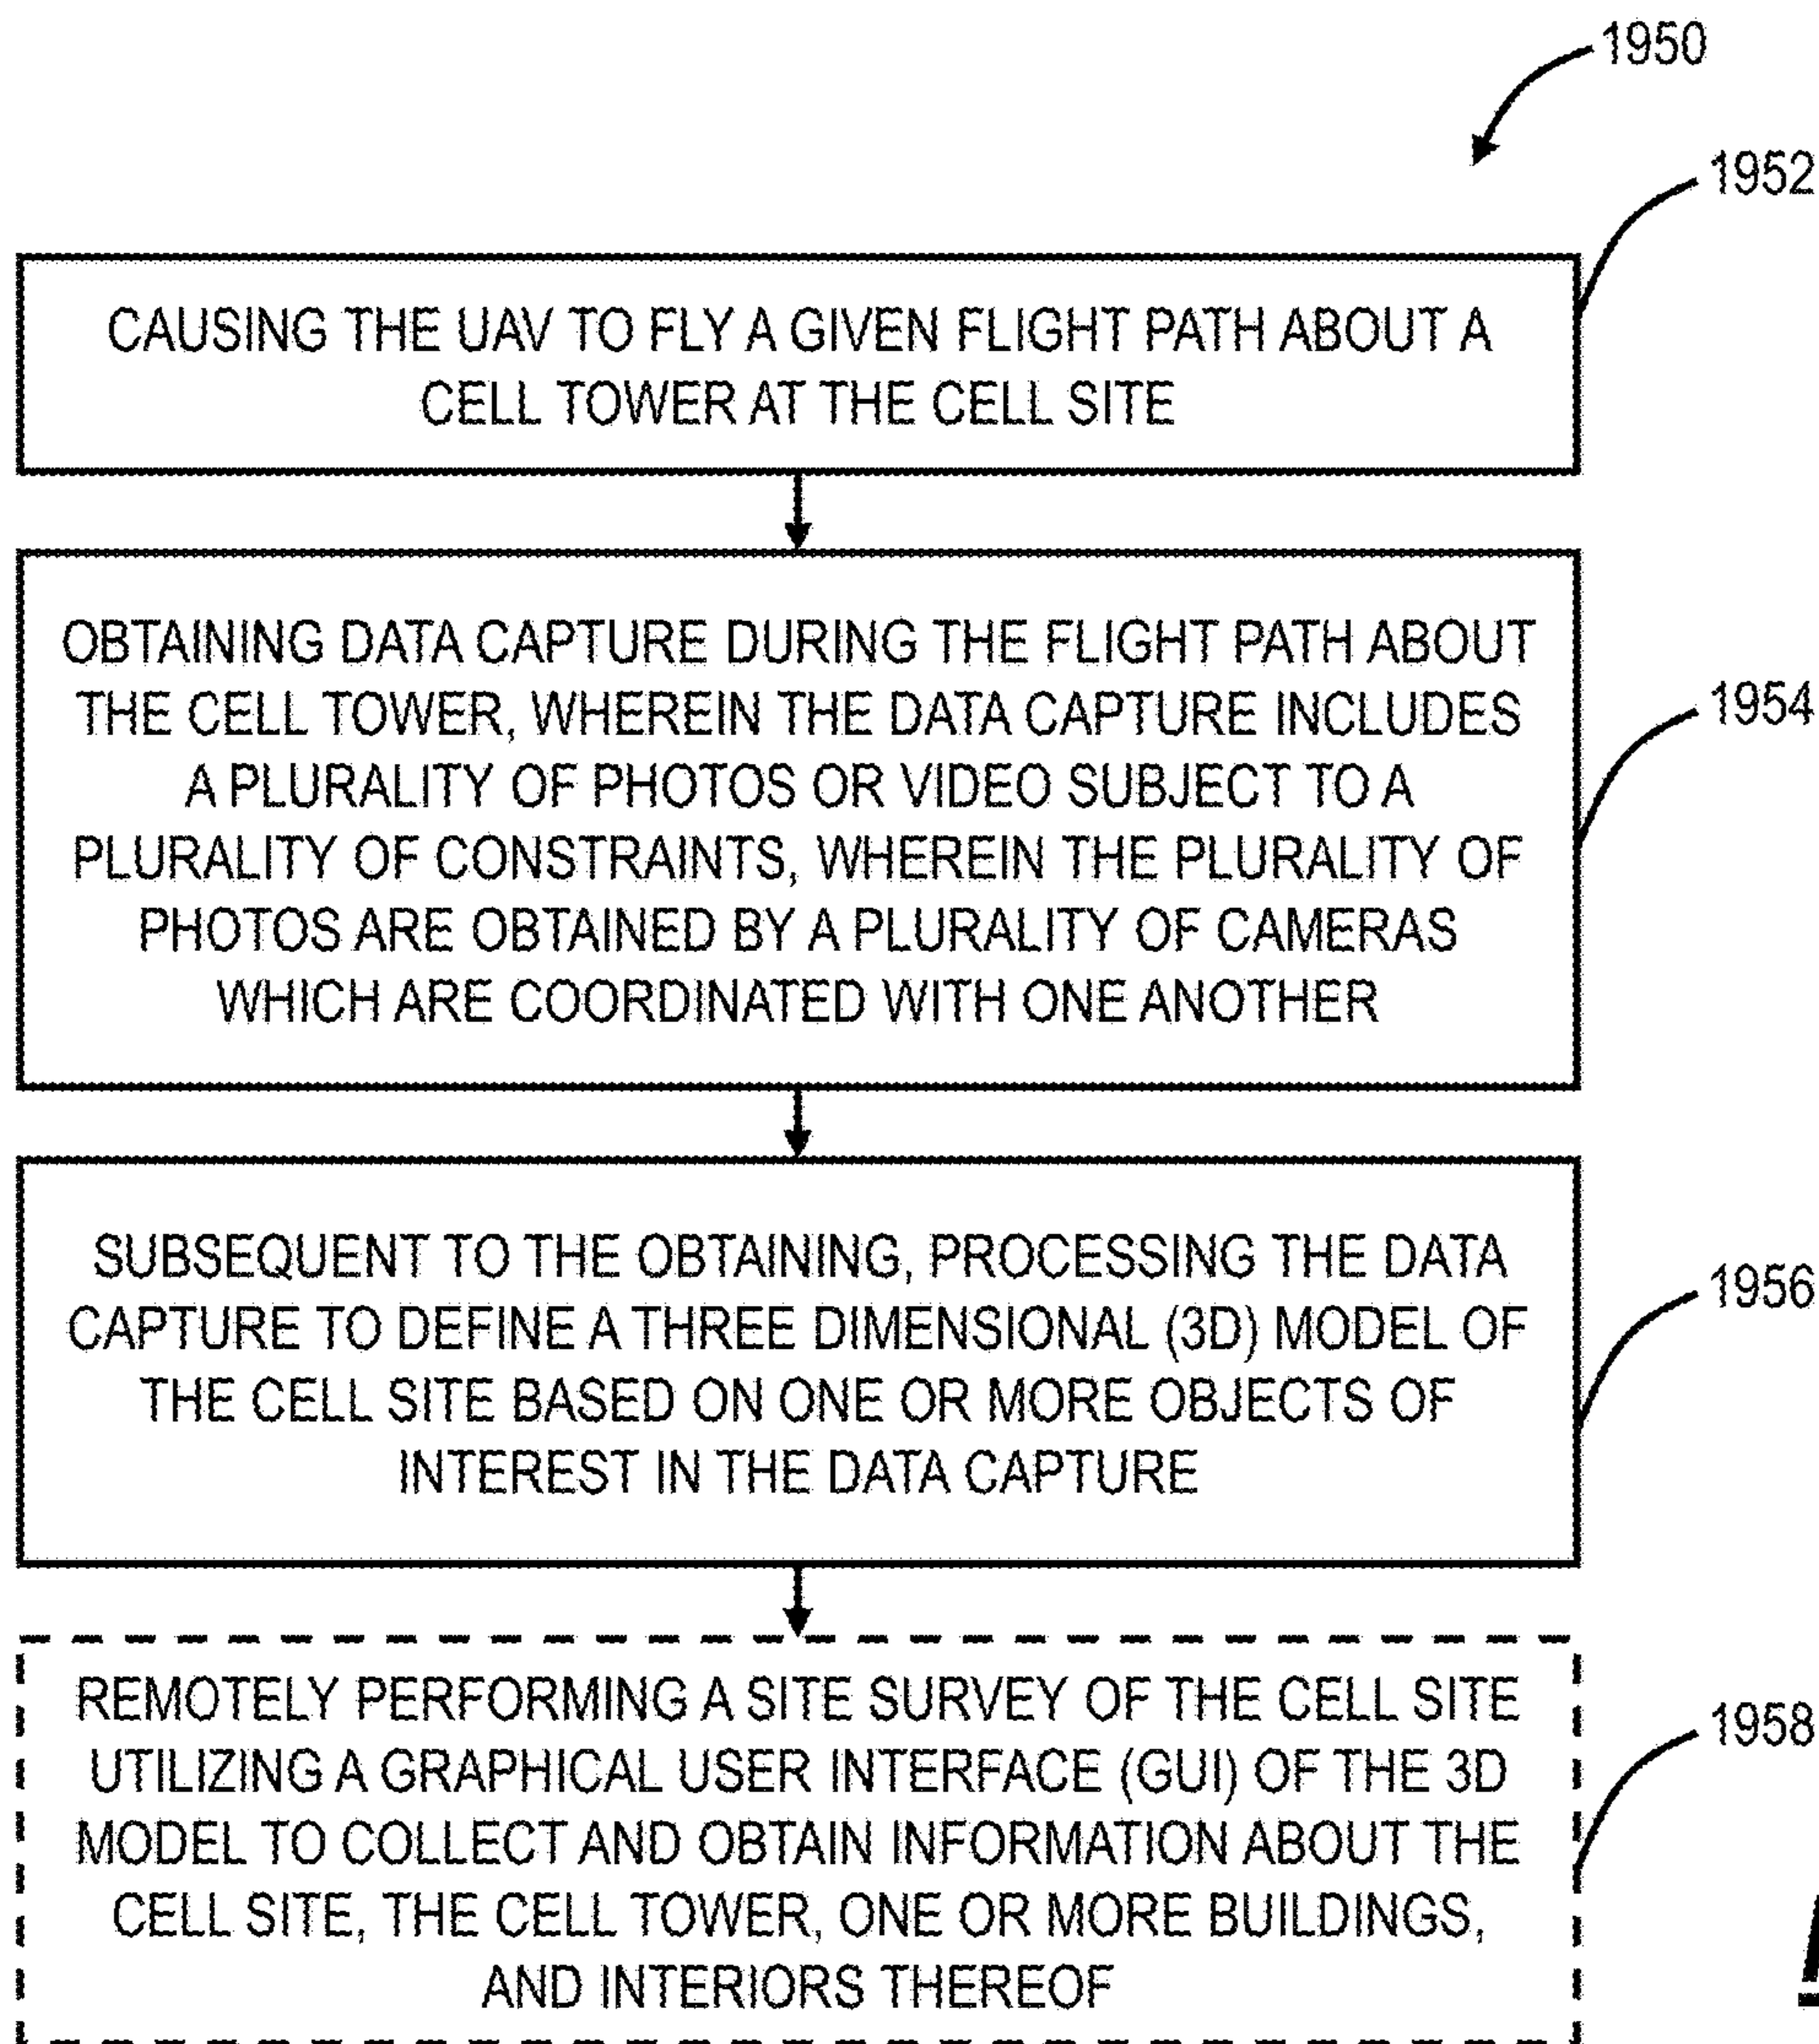 1950
1952
CAUSING THE UAV TO FLY A GIVEN FLIGHT PATH ABOUT A
CELL TOWER AT THE CELL SITE
OBTAINING DATA CAPTURE DURING THE FLIGHT PATH ABOUT
THE CELL TOWER, WHEREIN THE DATA CAPTURE INCLUDES
A PLURALITY OF PHOTOS OR VIDEO SUBJECT TO A
PLURALITY OF CONSTRAINTS, WHEREIN THE PLURALITY OF
PHOTOS ARE OBTAINED BY A PLURALITY OF CAMERAS
WHICH ARE COORDINATED WITH ONE ANOTHER
1954
SUBSEQUENT TO THE OBTAINING, PROCESSING THE DATA
CAPTURE TO DEFINE A THREE DIMENSIONAL (3D) MODEL OF
THE CELL SITE BASED ON ONE OR MORE OBJECTS OF
INTEREST IN THE DATA CAPTURE
1956
REMOTELY PERFORMING A SITE SURVEY OF THE CELL SITE
UTILIZING A GRAPHICAL USER INTERFACE (GUI) OF THE 3D
MODEL TO COLLECT AND OBTAIN INFORMATION ABOUT THE
CELL SITE, THE CELL TOWER, ONE OR MORE BUILDINGS,
AND INTERIORS THEREOF
1958